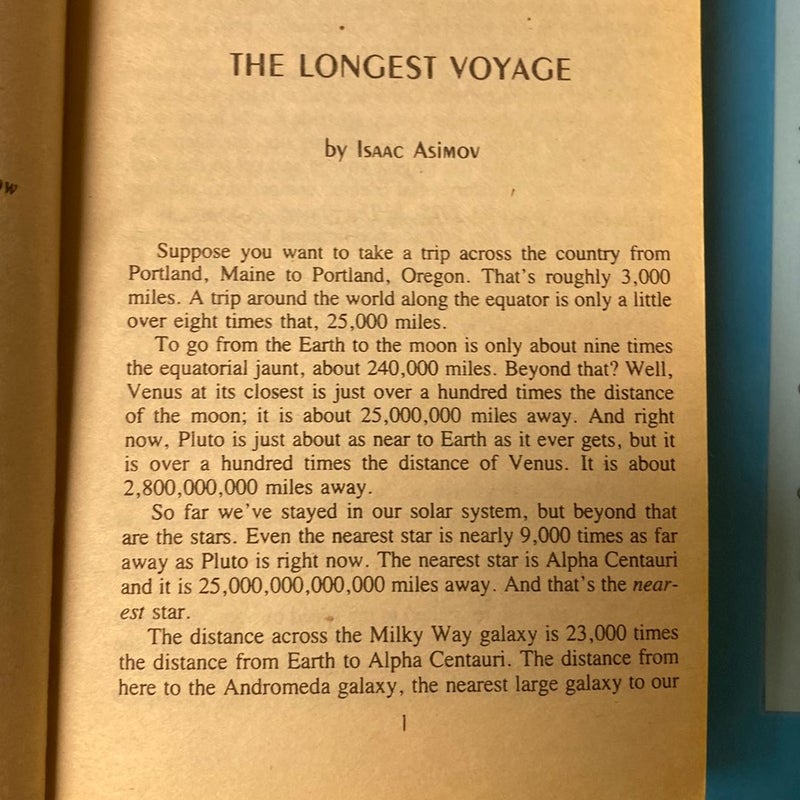 THE LONGEST VOYAGE
by ISAAC ASIMOV
Suppose you want to take a trip across the country from
Portland, Maine to Portland, Oregon. That's roughly 3,000
miles. A trip around the world along the equator is only a little
over eight times that, 25,000 miles.
To go from the Earth to the moon is only about nine times
the equatorial jaunt, about 240,000 miles. Beyond that? Well,
Venus at its closest is just over a hundred times the distance
of the moon; it is about 25,000,000 miles away. And right
now, Pluto is just about as near to Earth as it ever gets, but it
is over a hundred times the distance of Venus. It is about
2,800,000,000 miles away.
So far we've stayed in our solar system, but beyond that
are the stars. Even the nearest star is nearly 9,000 times as far
away as Pluto is right now. The nearest star is Alpha Centauri
and it is 25,000,000,000,000 miles away. And that's the near-
est star.
The distance across the Milky Way galaxy is 23,000 times
the distance from Earth to Alpha Centauri. The distance from
here to the Andromeda galaxy, the nearest large galaxy to our
1